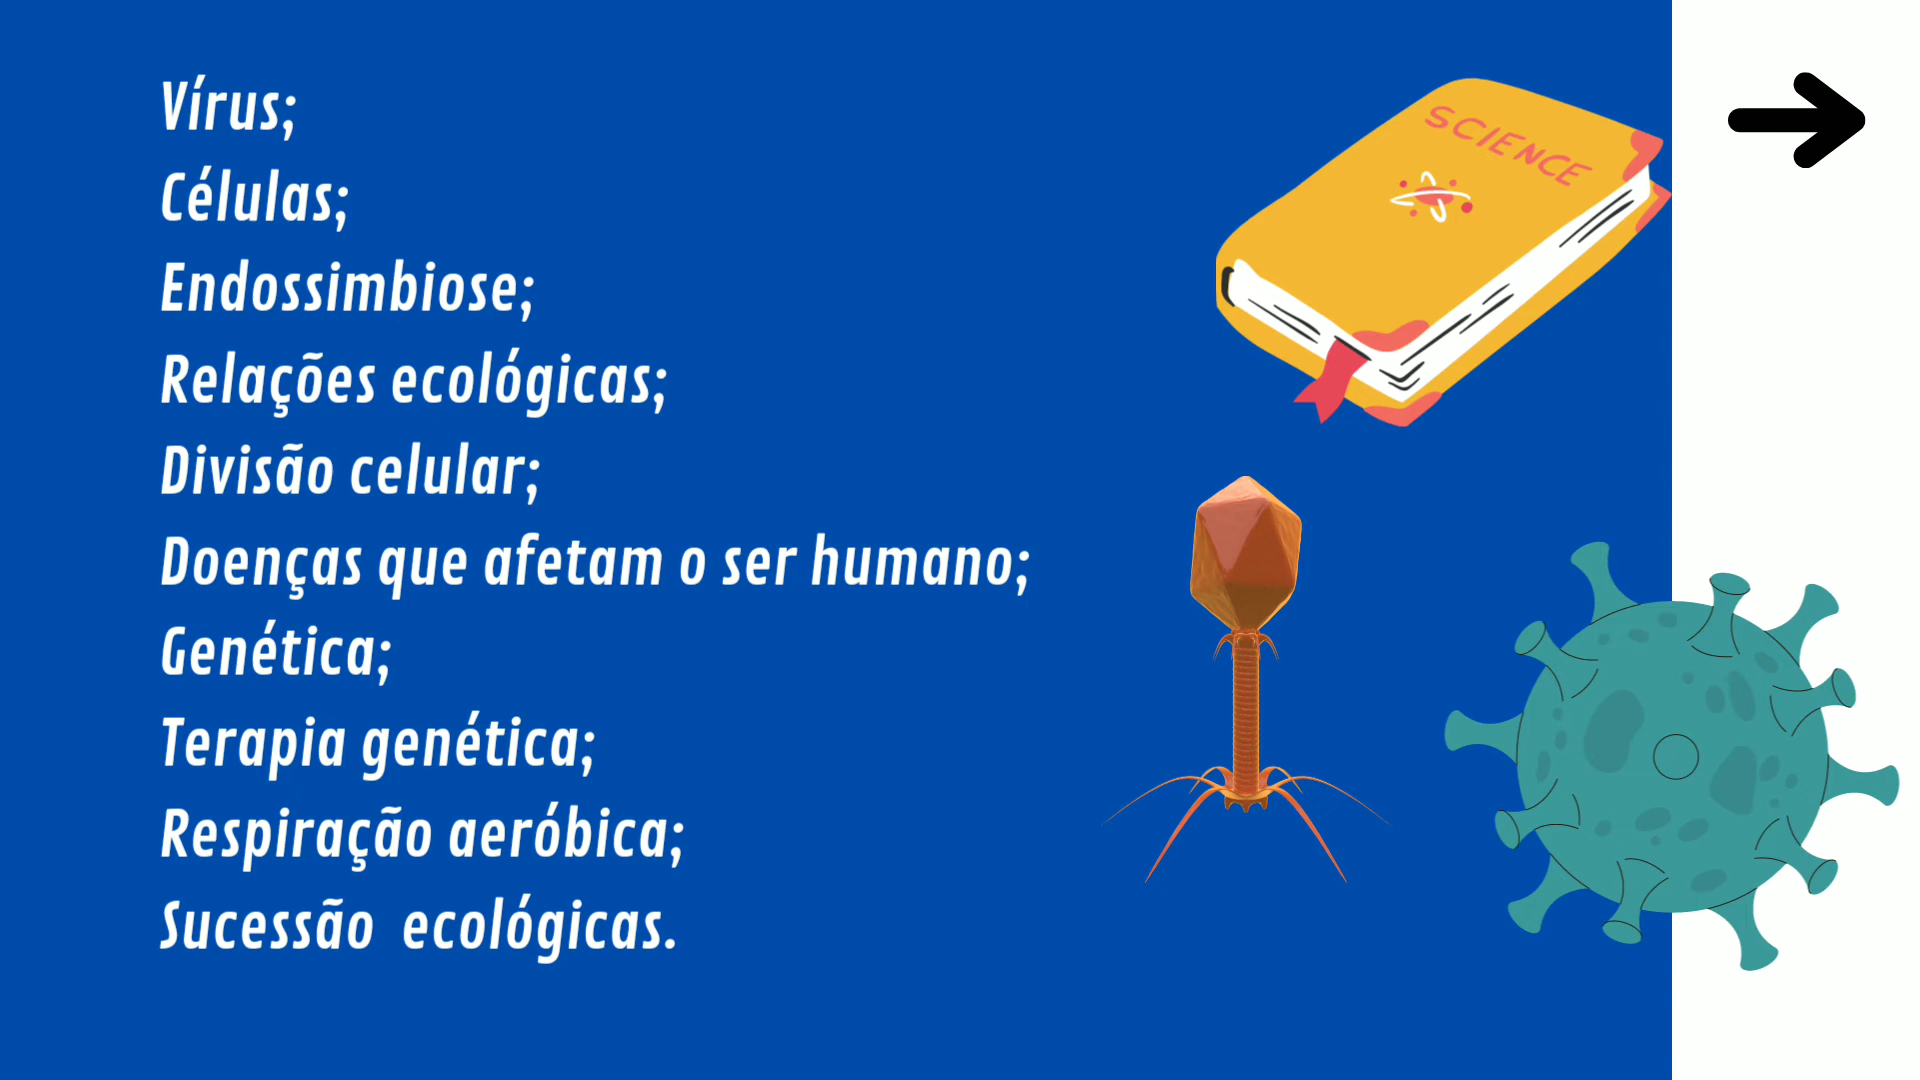 Vírus;
Células;
Endossimbiose;
Relações ecológicas;
Divisão celular;
Doenças que afetam o ser humano;
Genética;
Terapia genética;
Respiração aeróbica;
Sucessão  ecológicas.
SCIENCE